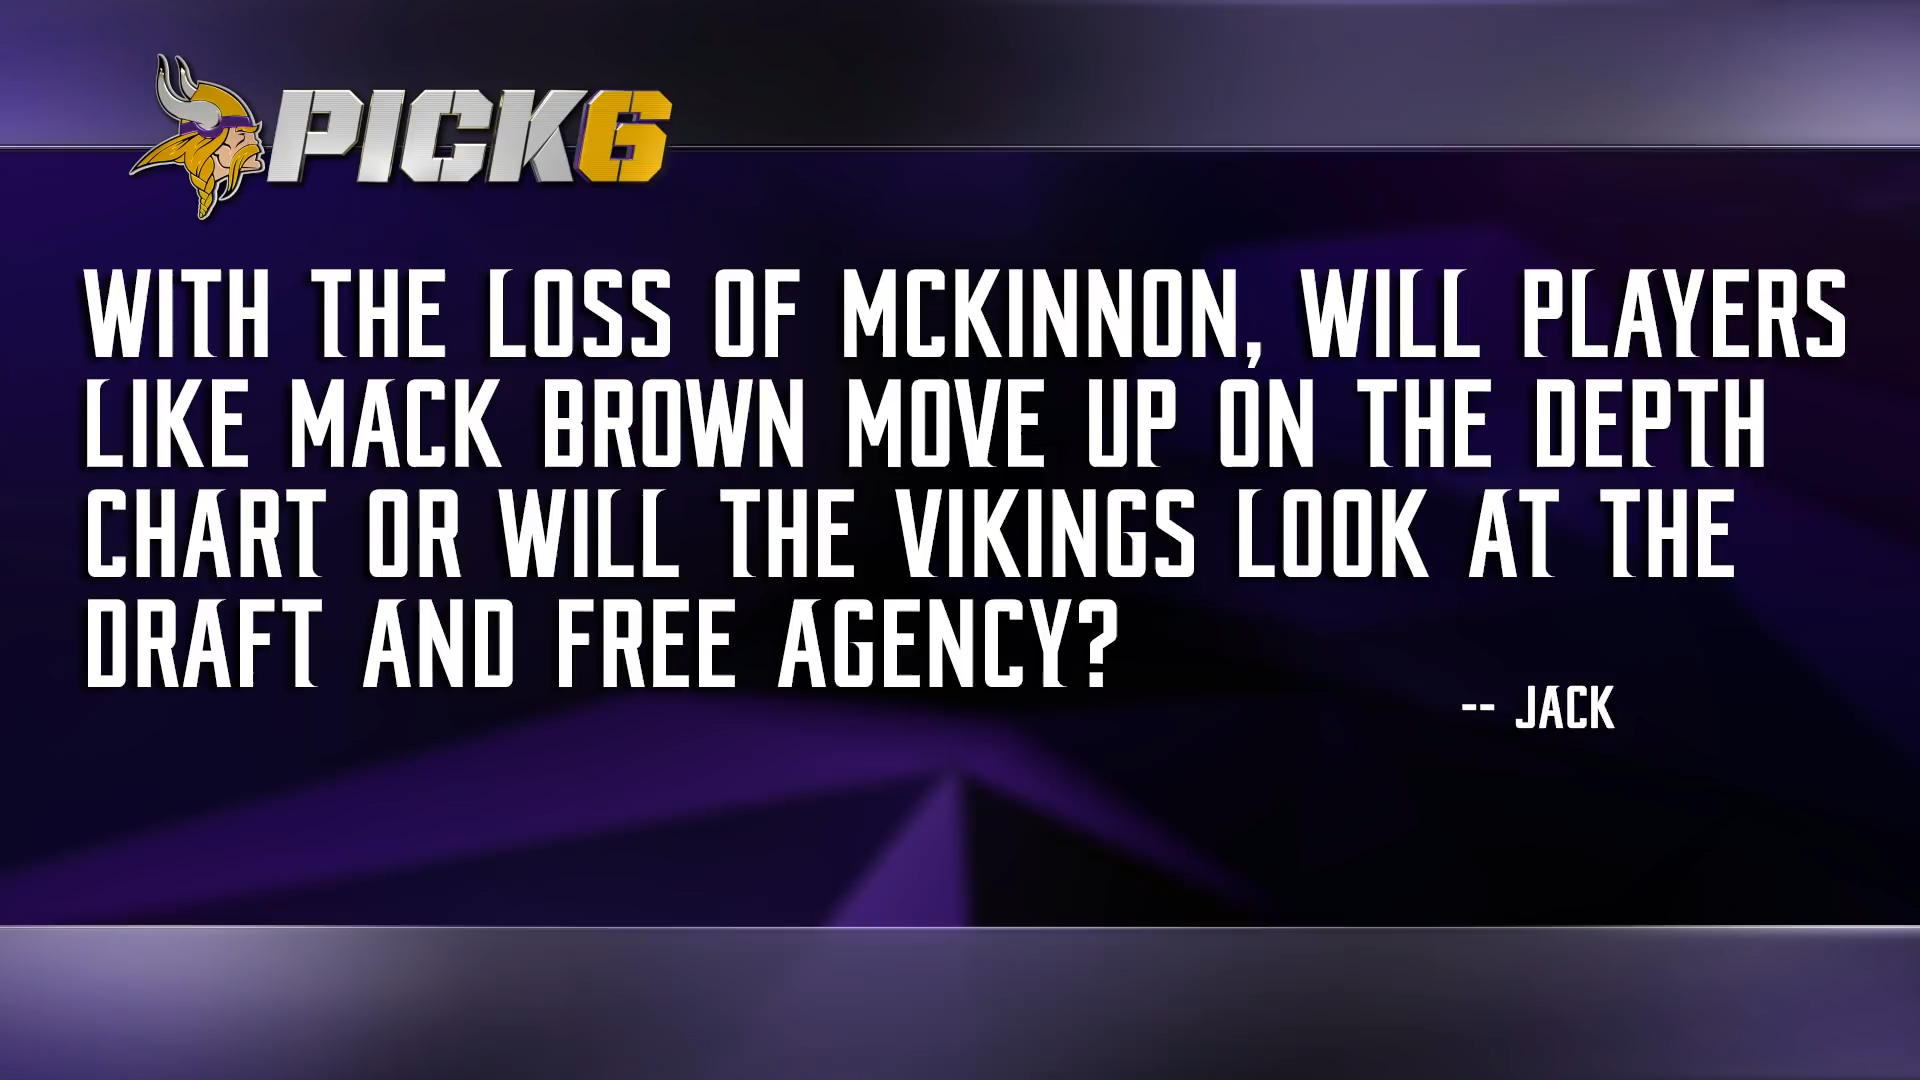 PICK6
WITH THE LOSS OF MCKINNON, WILL PLAYERS
LIKE MACK BROWN MOVE UP ON THE DEPTH
CHART OR WILL THE VIKINGS LOOK AT THE
DRAFT AND FREE AGENCY?
-- JACK